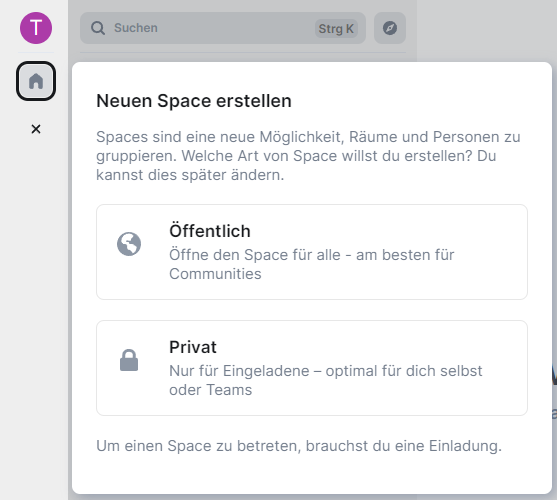 T
Suchen
Strg K
Neuen Space erstellen
Spaces sind eine neue Möglichkeit, Räume und Personen zu
gruppieren. Welche Art von Space willst du erstellen? Du
kannst dies später ändern.
Öffentlich
Öffne den Space für alle - am besten für
Communities
Privat
Nur für Eingeladene – optimal für dich selbst
oder Teams
Um einen Space zu betreten, brauchst du eine Einladung.